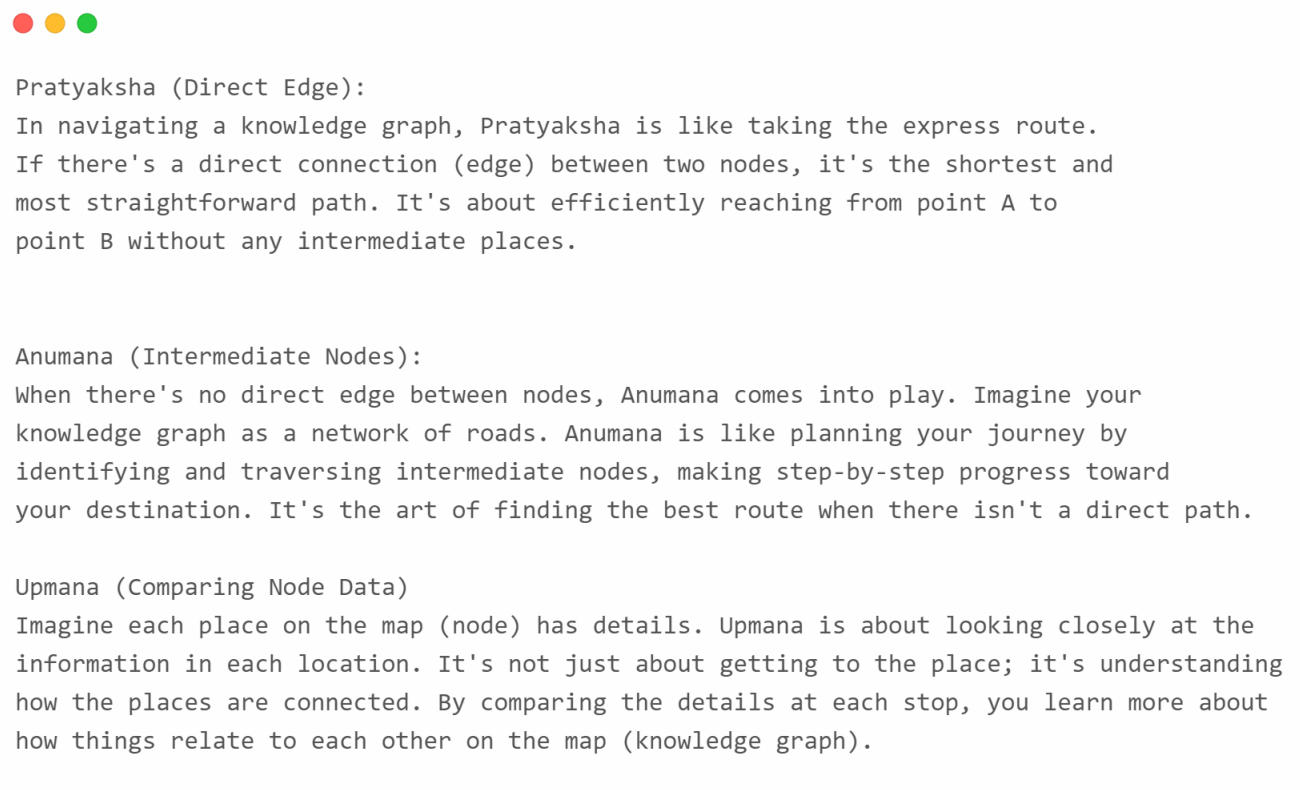 Pratyaksha (Direct Edge):
In navigating a knowledge graph, Pratyaksha is like taking the express route.
If there's a direct connection (edge) between two nodes, it's the shortest and
most straightforward path. It's about efficiently reaching from point A to
point B without any intermediate places.
Anumana (Intermediate Nodes):
When there's no direct edge between nodes, Anumana comes into play. Imagine your
knowledge graph as a network of roads. Anumana is like planning your journey by
identifying and traversing intermediate nodes, making step-by-step progress toward
your destination. It's the art of finding the best route when there isn't a direct path.
Upmana (Comparing Node Data)
Imagine each place on the map (node) has details. Upmana is about looking closely at the
information in each location. It's not just about getting to the place; it's understanding
how the places are connected. By comparing the details at each stop, you learn more about
how things relate to each other on the map (knowledge graph).